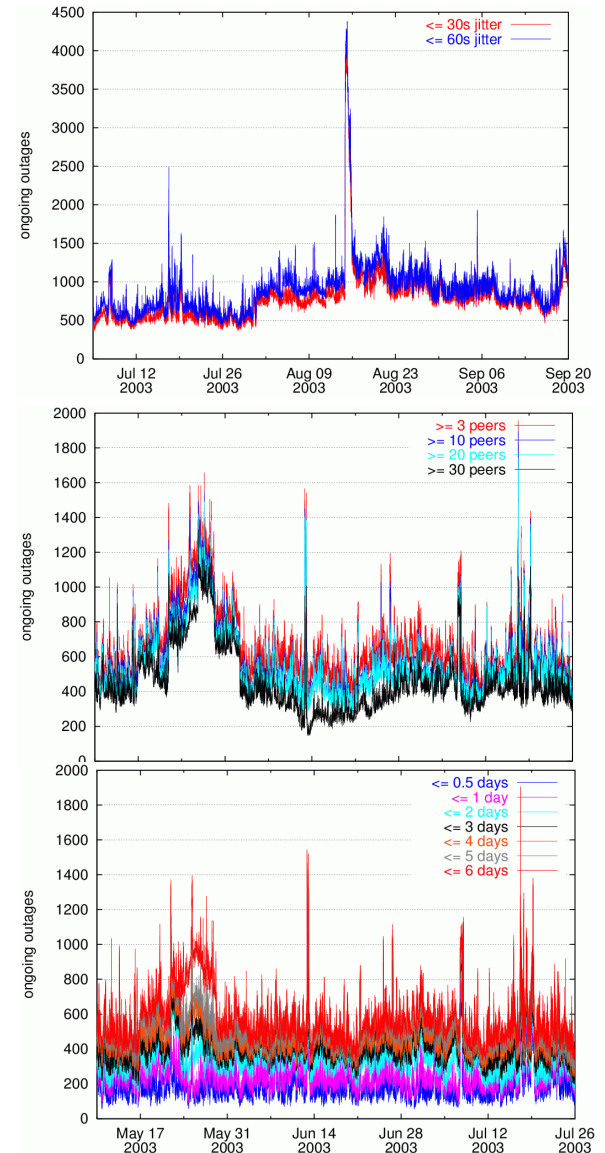 4500
4000
3500
3000
2500
2000
1500
1000
500
0
ongoing outages
<= 30s jitter
<= 60s jitter
Jul 12 2003
Jul 26 2003
Aug 09 2003
Aug 23 2003
Sep 06 2003
Sep 20 2003
2000
1800
1600
1400
1200
1000
800
600
400
200
0
ongoing outages
>= 3 peers
>= 10 peers
>= 20 peers
>= 30 peers
2000
1800
1600
1400
1200
1000
800
600
400
200
0
ongoing outages
<= 0.5 days
<= 1 day
<= 2 days
<= 3 days
<= 4 days
<= 5 days
<= 6 days
May 17 2003
May 31 2003
Jun 14 2003
Jun 28 2003
Jul 12 2003
Jul 26 2003